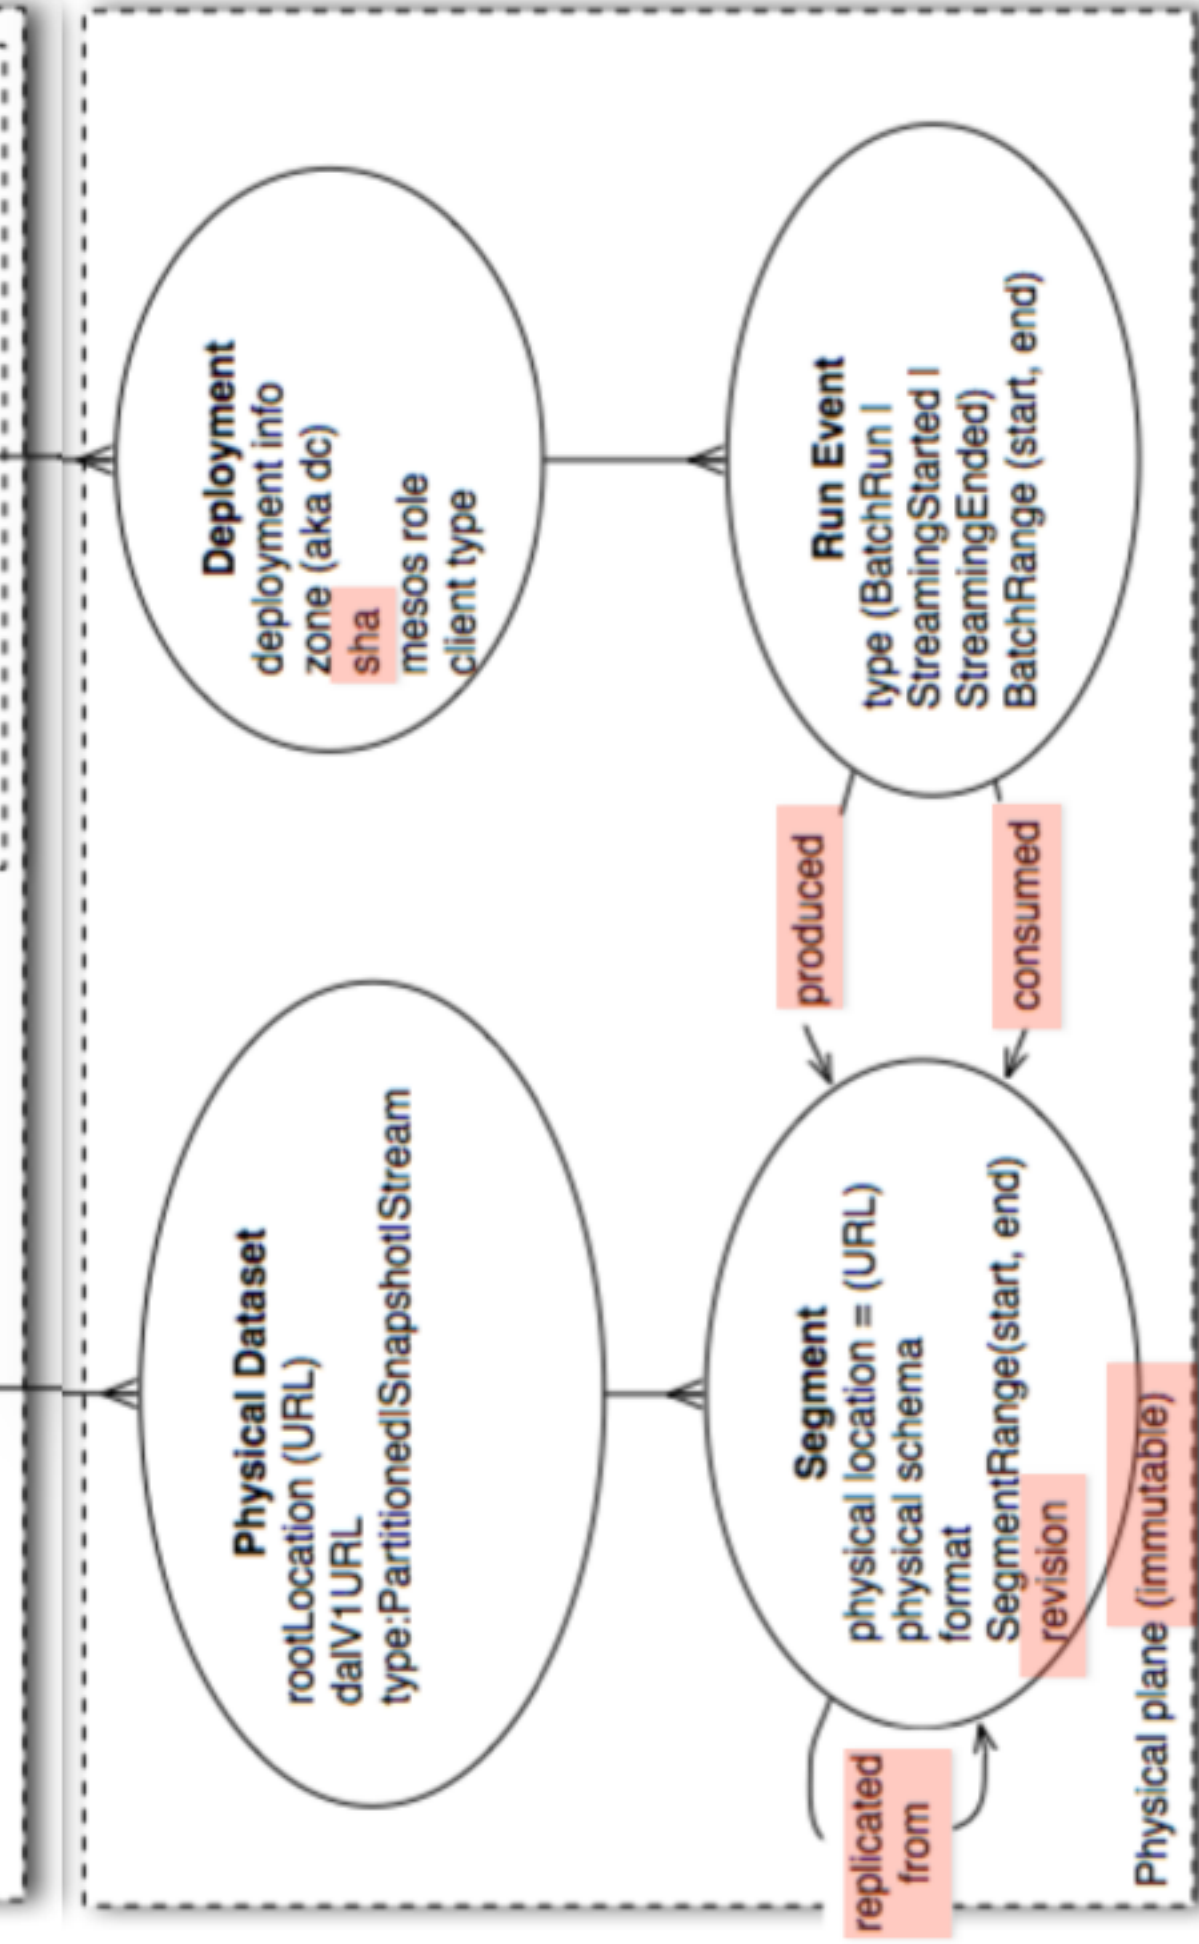 Physical Dataset
rootLocation (URL)
dalV1URL
type:Partitioned|Snapshot|Stream
Deployment
deployment info
zone (aka dc)
sha
mesos role
client type
Segment
physical location = (URL)
physical schema
format
SegmentRange(start, end)
revision
Run Event
type (BatchRun |
StreamingStarted |
StreamingEnded)
BatchRange (start, end)
produced
consumed
replicated
from
Physical plane (immutable)